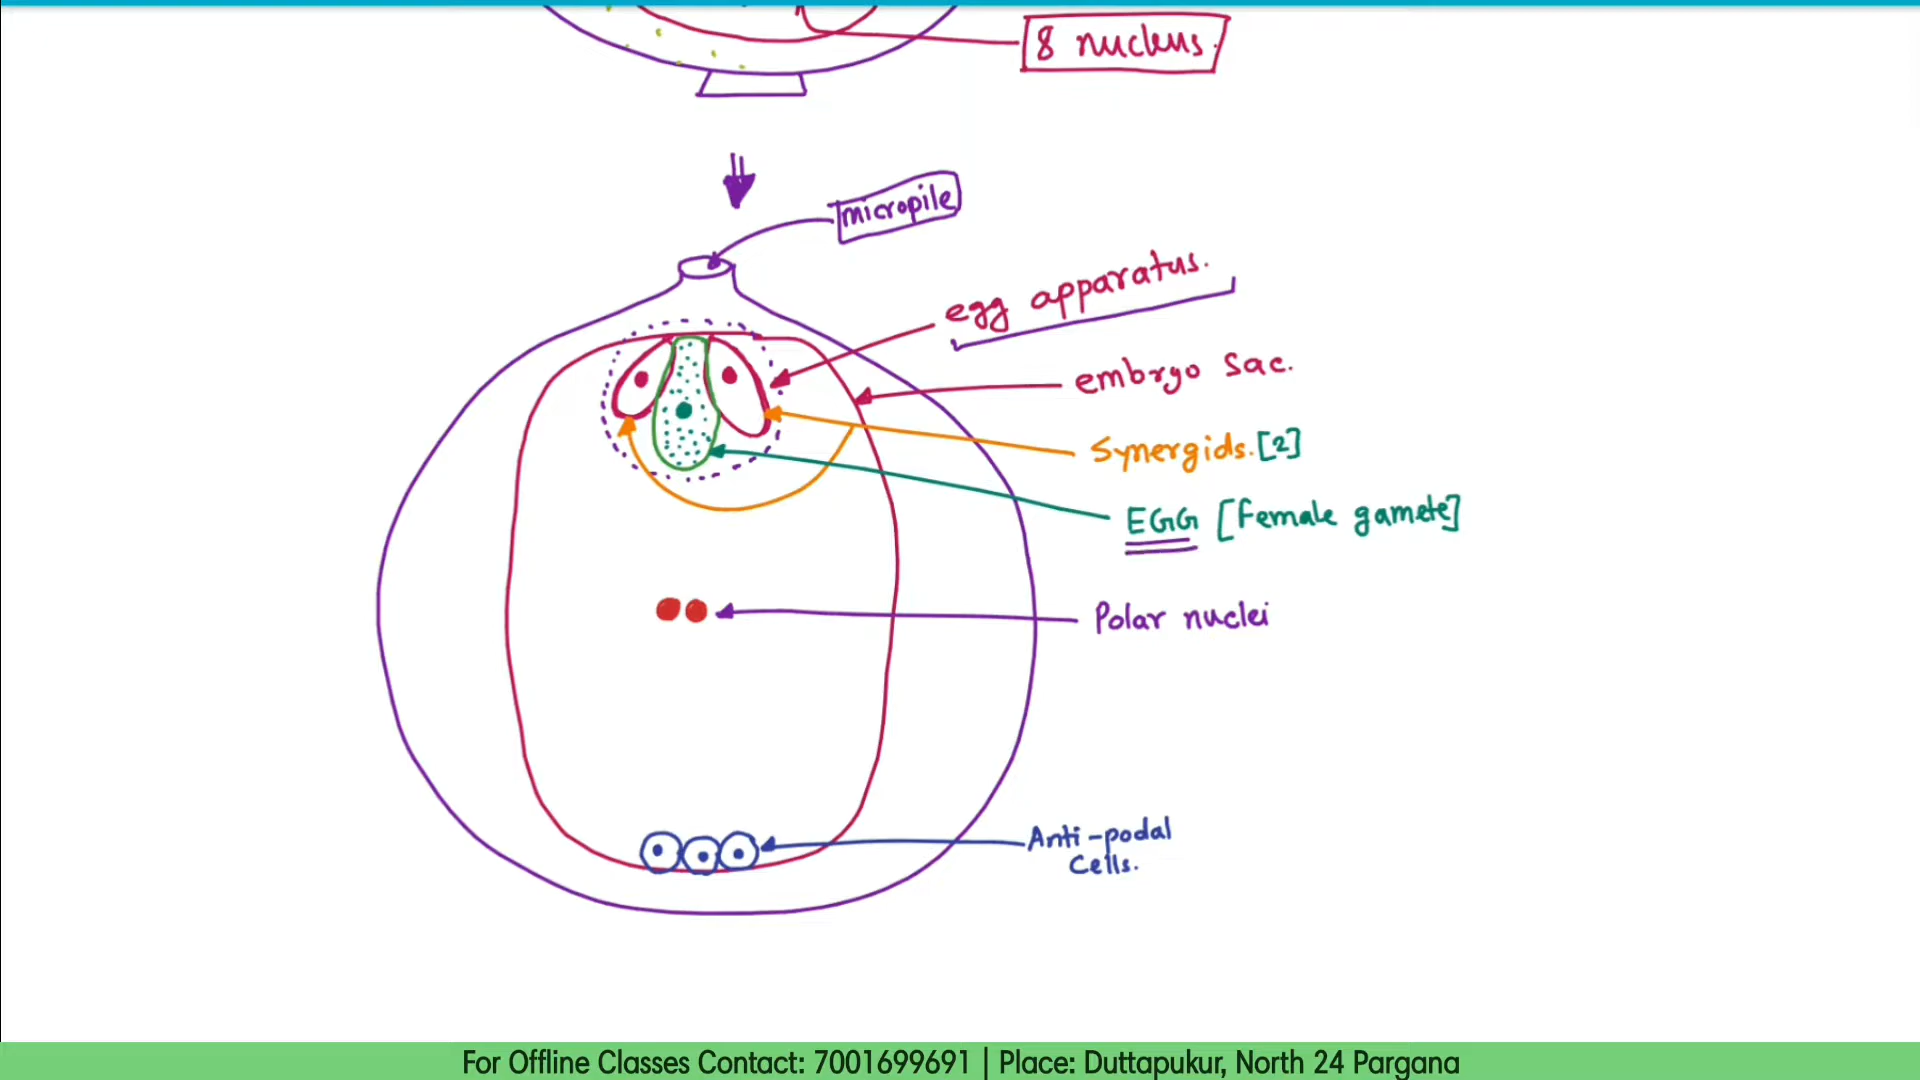 8 nucleus.
micropile
egg apparatus.
embryo sac.
Synergids. [2]
EGG [Female gamete]
Polar nuclei
Anti-podal
Cells.
For Offline Classes Contact: 7001699691 | Place: Duttapukur, North 24 Pargana